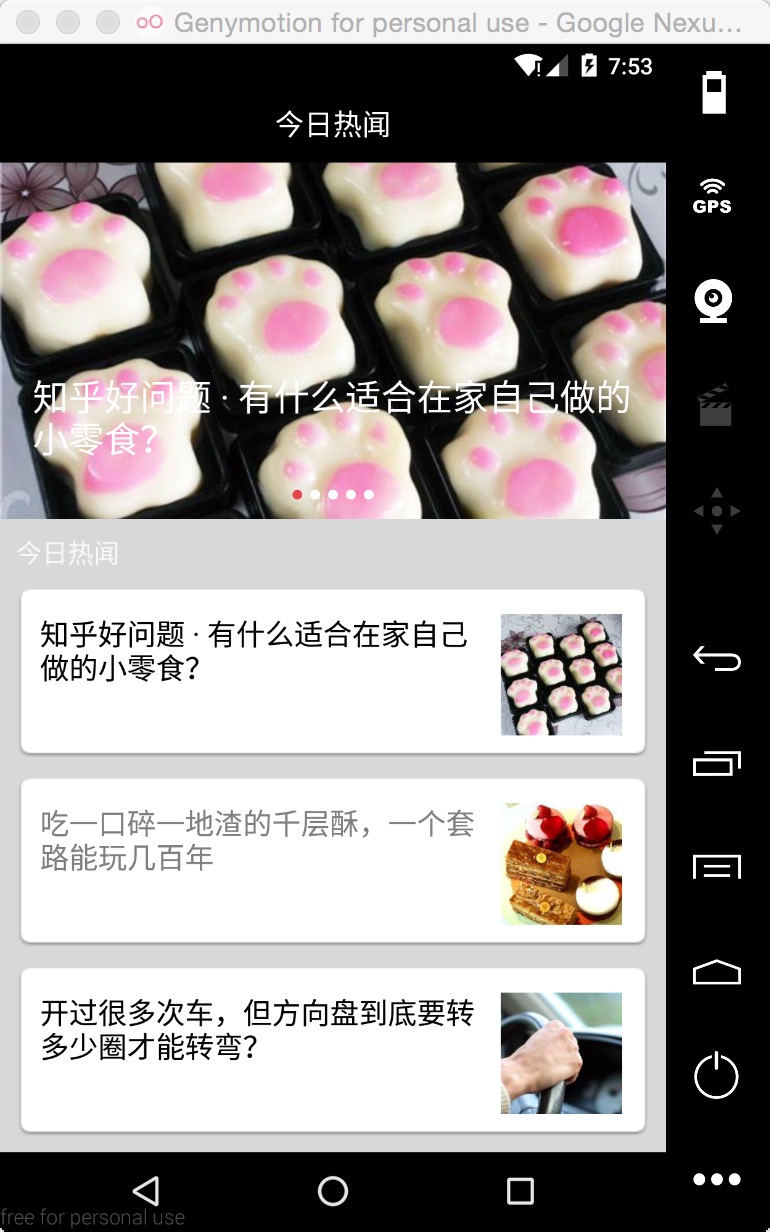 Genymotion for personal use - Google Nexu...
7:53
今日热闻
GPS
知乎好问题 · 有什么适合在家自己做的
小零食?
今日热闻
知乎好问题 · 有什么适合在家自己
做的小零食?
吃一口碎一地渣的千层酥，一个套
路能玩几百年
开过很多次车，但方向盘到底要转
多少圈才能转弯?
free for personal use